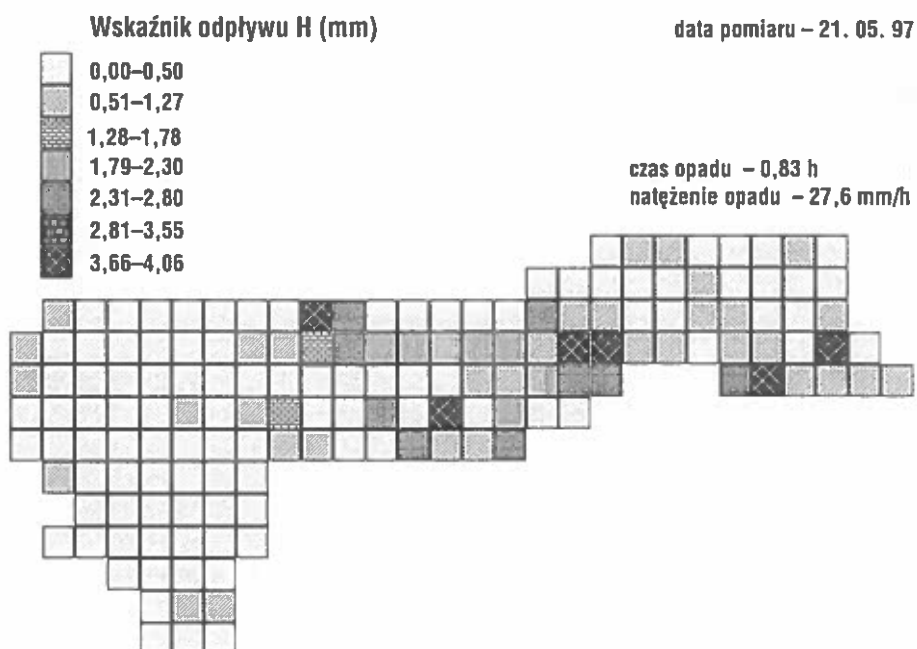 Wskaźnik odpływu H (mm)
data pomiaru – 21. 05. 97
0,00–0,50
0,51–1,27
1,28–1,78
1,79–2,30
2,31–2,80
2,81–3,55
3,66–4,06
czas opadu – 0,83 h
natężenie opadu – 27,6 mm/h